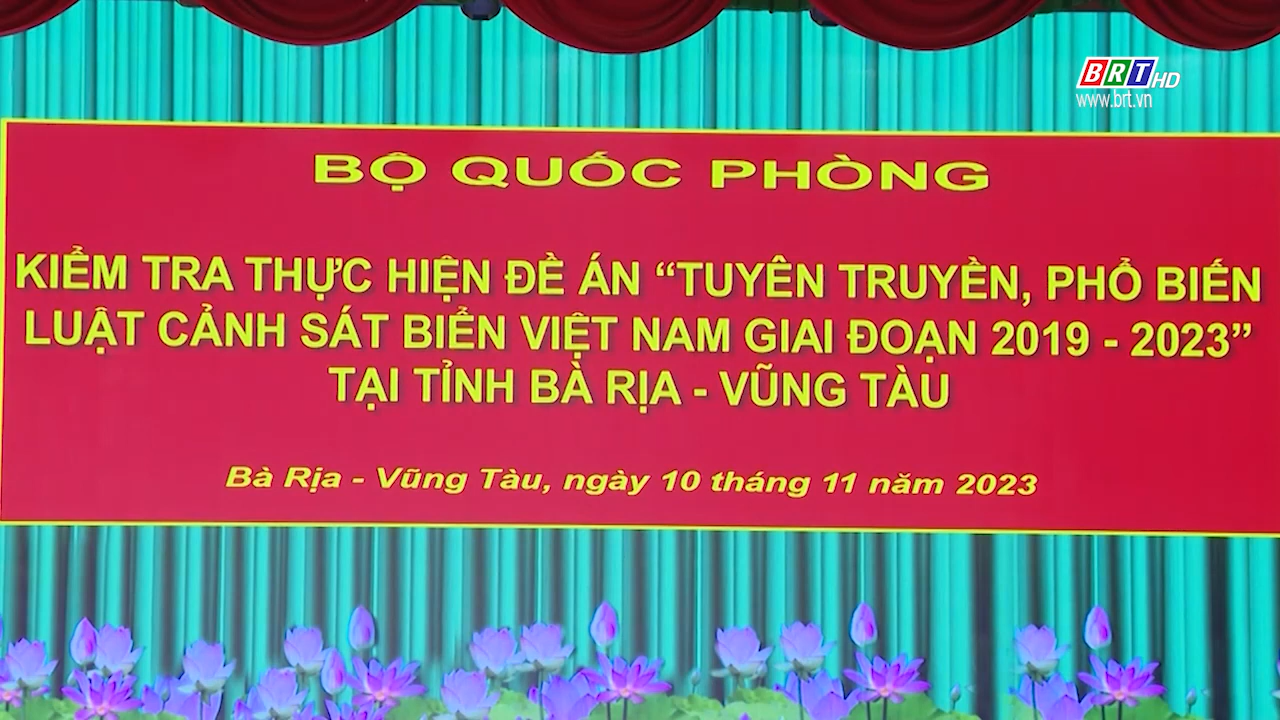 BRT HD
www.brt.vn
BỘ QUỐC PHÒNG
KIỂM TRA THỰC HIỆN ĐỀ ÁN “TUYÊN TRUYỀN, PHỔ BIẾN
LUẬT CẢNH SÁT BIỂN VIỆT NAM GIAI ĐOẠN 2019 - 2023”
TẠI TỈNH BÀ RỊA - VŨNG TÀU
Bà Rịa - Vũng Tàu, ngày 10 tháng 11 năm 2023